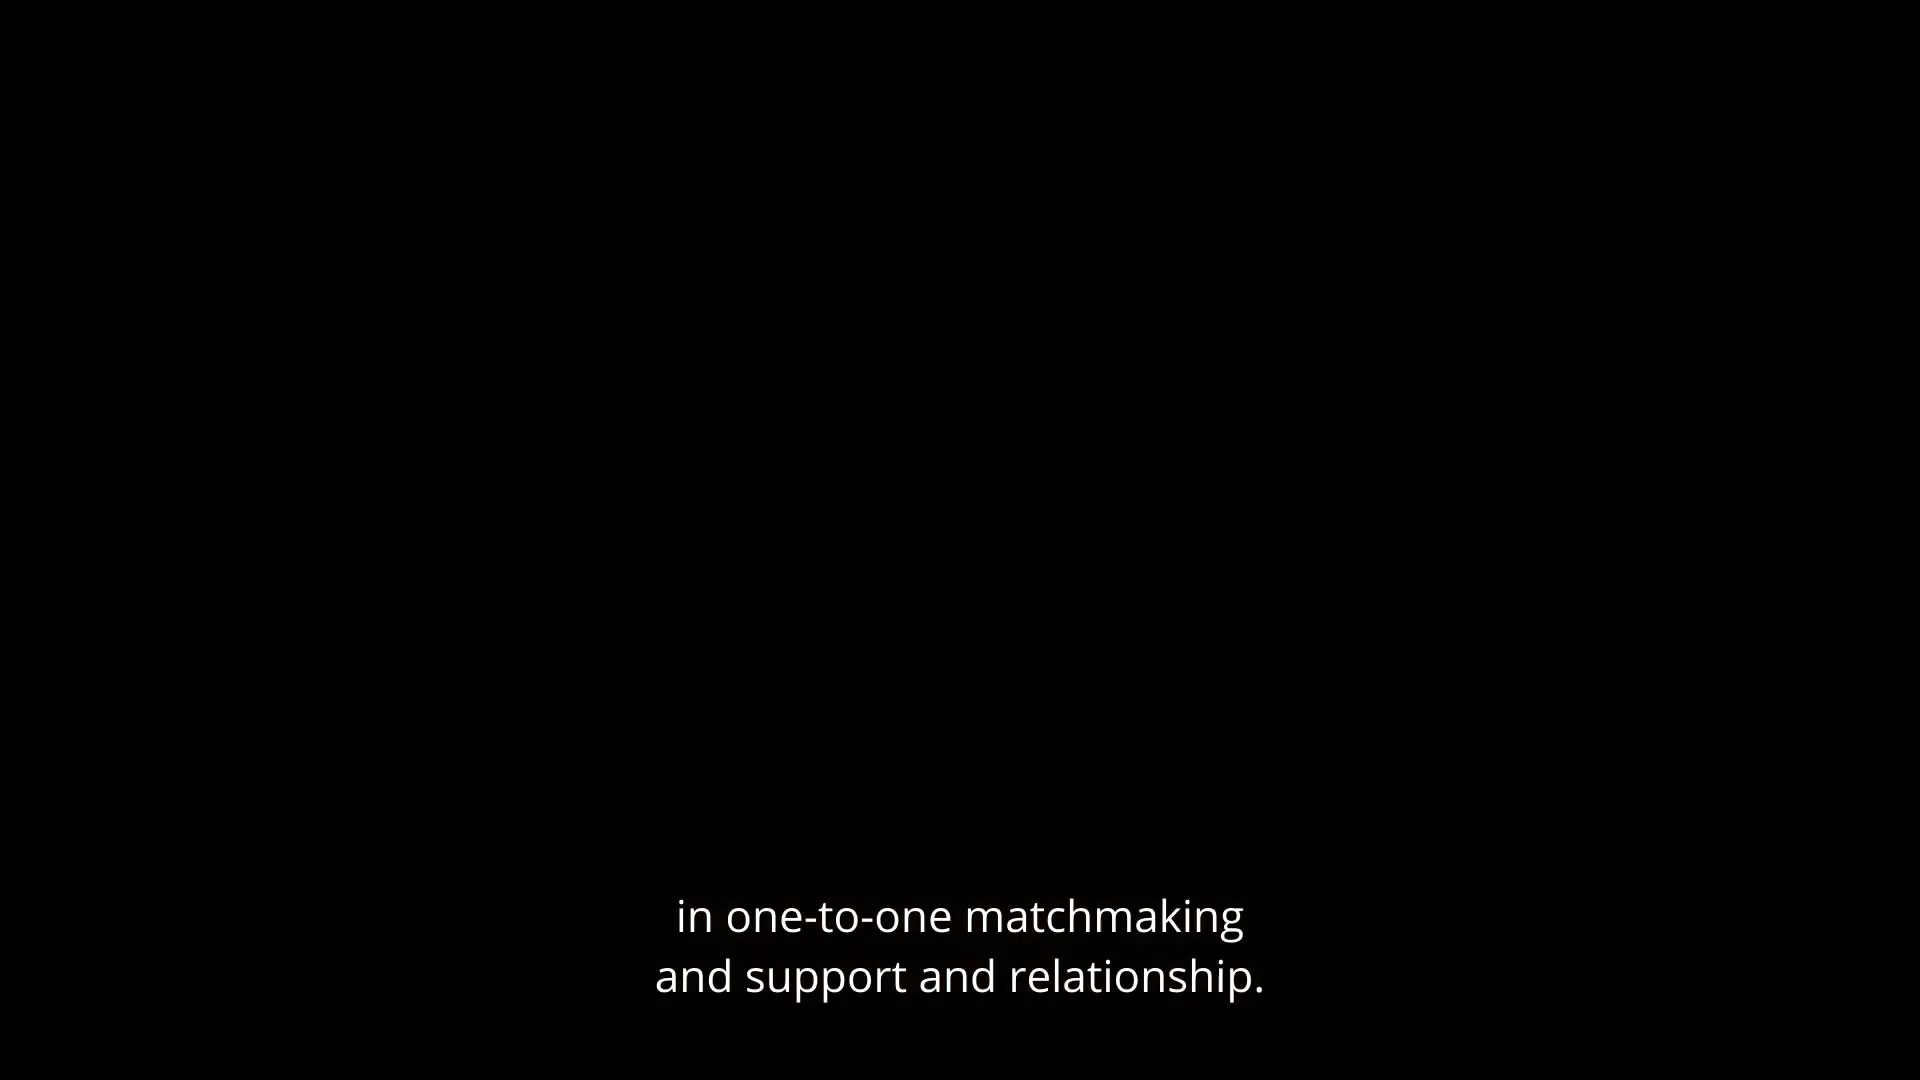 in one-to-one matchmaking
and support and relationship.